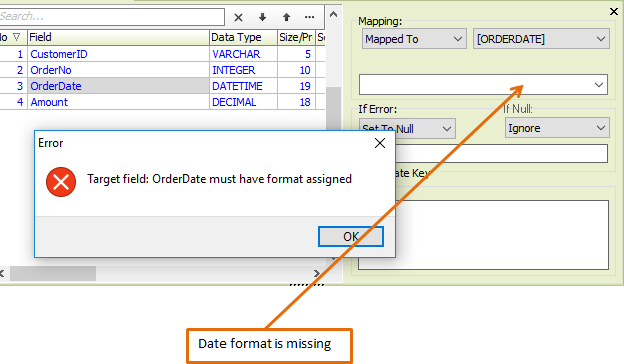 Search...
No Field Data Type Size/Pr Sc
1 CustomerID VARCHAR 5
2 OrderNo INTEGER 10
3 OrderDate DATETIME 19
4 Amount DECIMAL 18
Mapping:
Mapped To [ORDERDATE]
If Error: If Null:
Set To Null Ignore
ate Key
Error
Target field: OrderDate must have format assigned
OK
Date format is missing